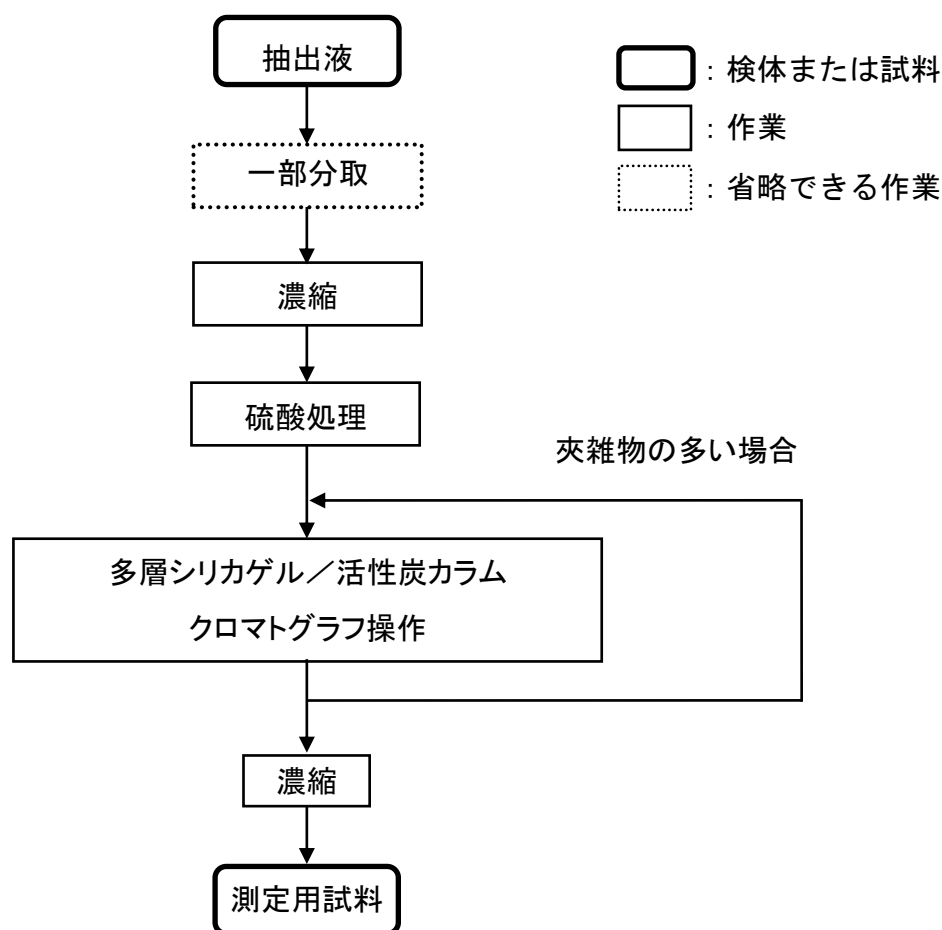 抽出液
：検体または試料
：作業
一部分取
：省略できる作業
濃縮
硫酸処理
夾雑物の多い場合
多層シリカゲル／活性炭カラム
クロマトグラフ操作
濃縮
測定用試料